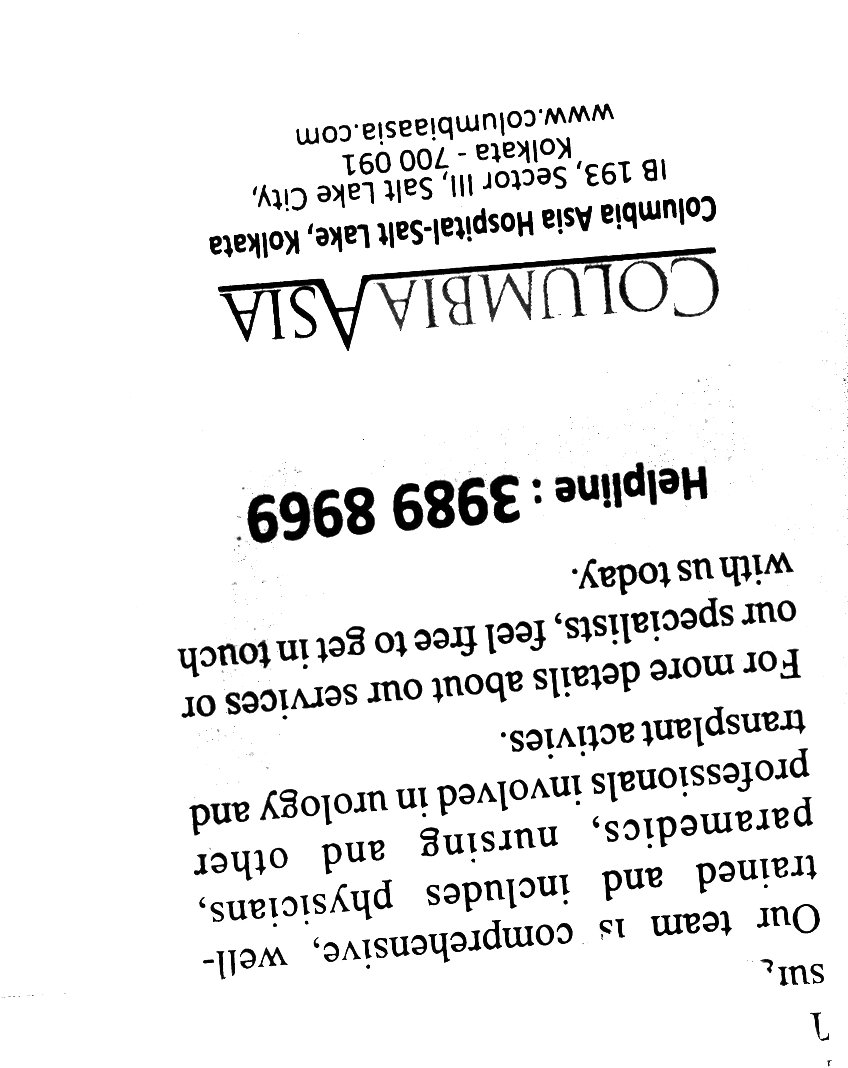 Our team is comprehensive, well-
trained and includes physicians,
paramedics, nursing and other
professionals involved in urology and
transplant activies.
For more details about our services or
our specialists, feel free to get in touch
with us today.
Helpline : 3989 8969
COLUMBIA ASIA
Columbia Asia Hospital-Salt Lake, Kolkata
IB 193, Sector III, Salt Lake City,
Kolkata - 700 091
www.columbiaasia.com